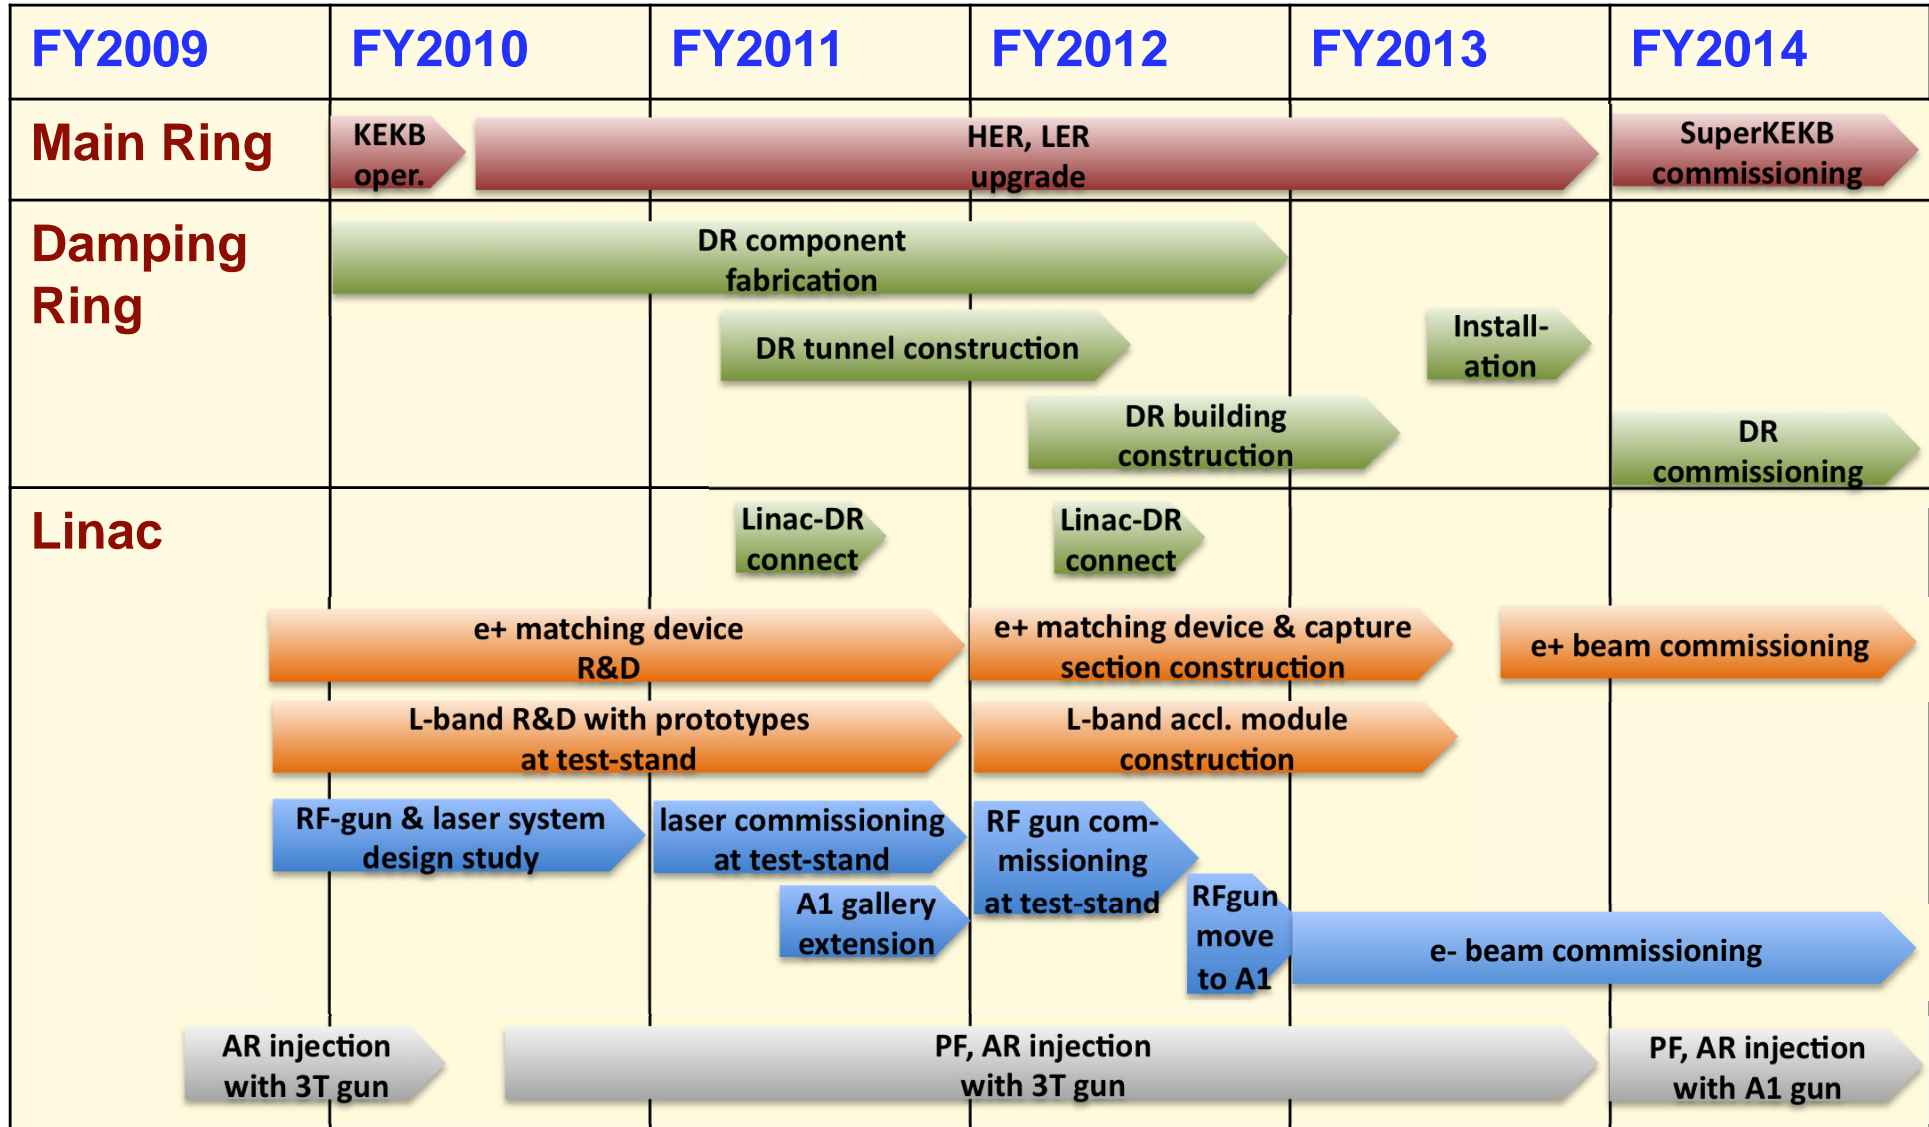 FY2009
FY2010
FY2011
FY2012
FY2013
FY2014
Main Ring
KEKB
oper.
HER, LER
upgrade
SuperKEKB
commissioning
Damping
Ring
DR component
fabrication
DR tunnel construction
Install-
ation
DR building
construction
DR
commissioning
Linac
Linac-DR
connect
Linac-DR
connect
e+ matching device
R&D
e+ matching device & capture
section construction
e+ beam commissioning
L-band R&D with prototypes
at test-stand
L-band accl. module
construction
RF-gun & laser system
design study
laser commissioning
at test-stand
RF gun com-
missioning
at test-stand
A1 gallery
extension
RFgun
move
to A1
e- beam commissioning
AR injection
with 3T gun
PF, AR injection
with 3T gun
PF, AR injection
with A1 gun